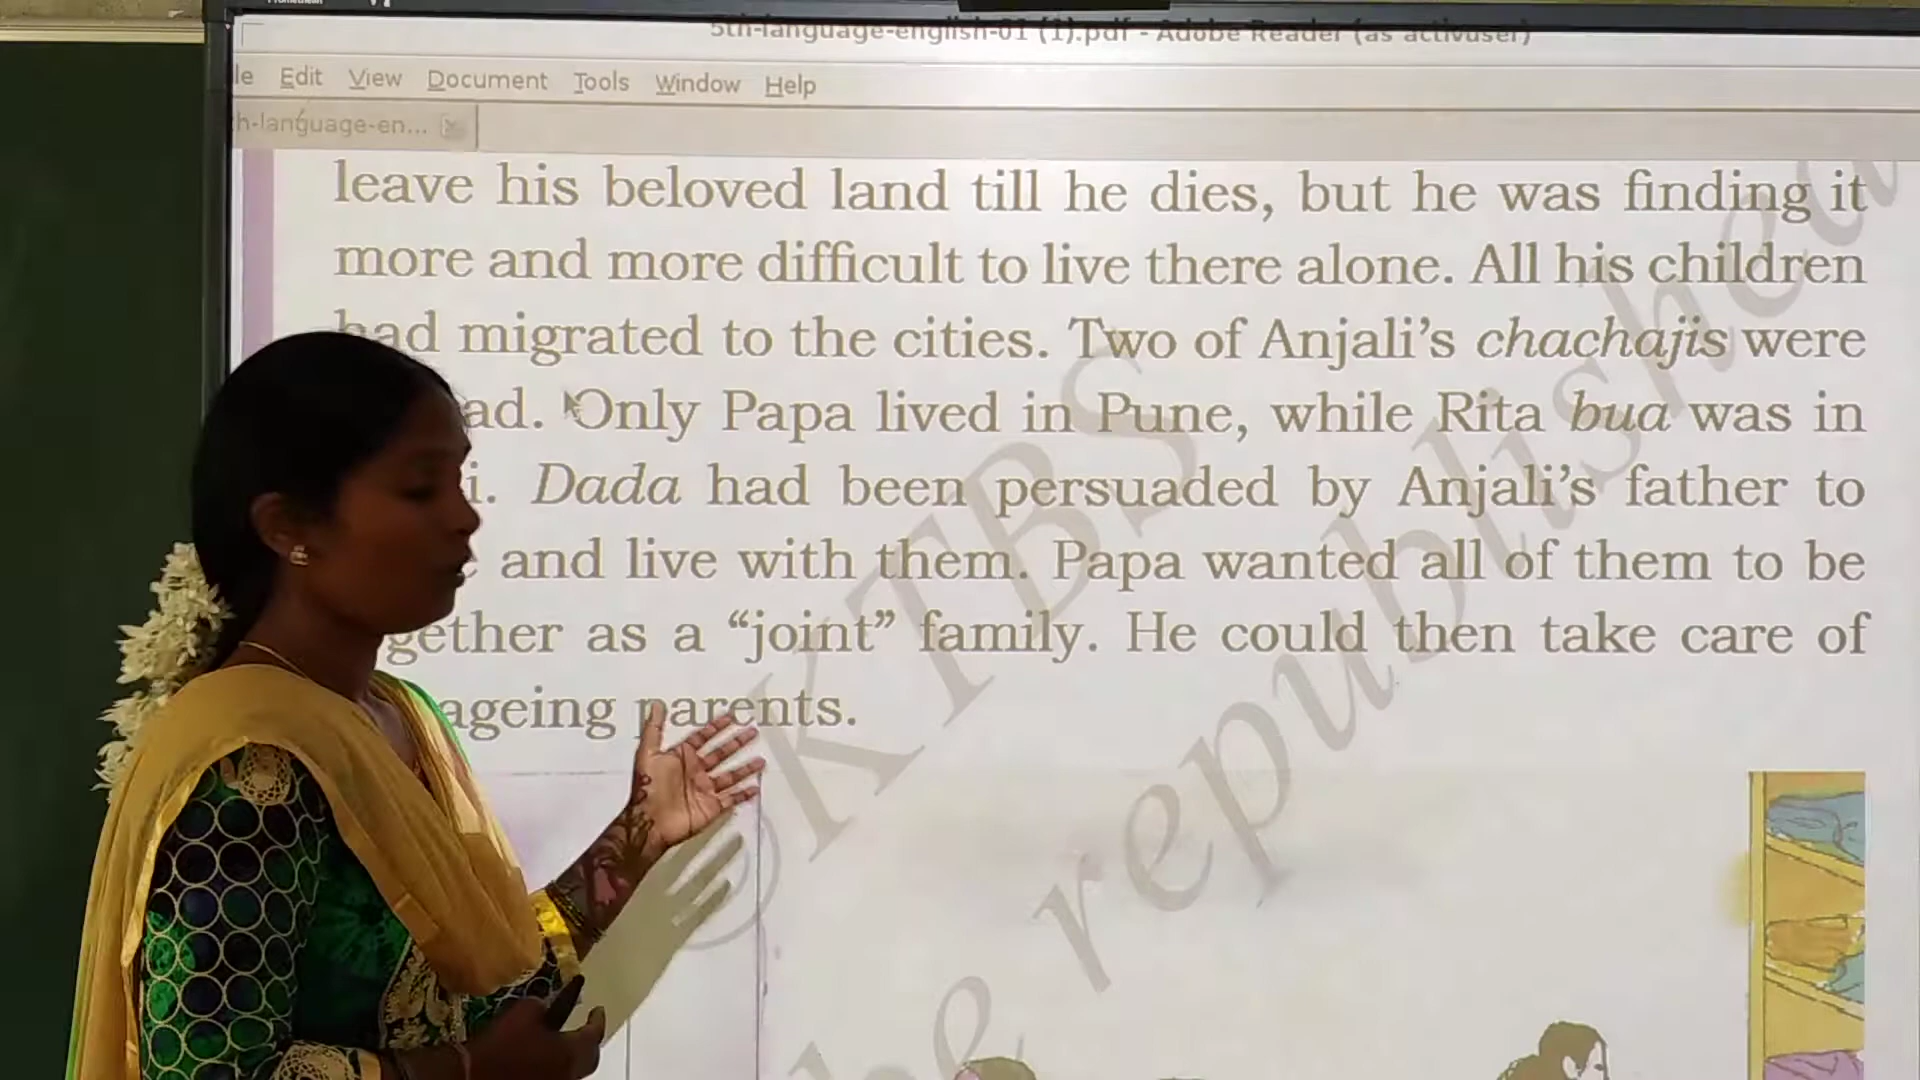 5th-language-english-01 (1).pdf - Adobe Reader (as activuser)
Edit View Document Tools Window Help
h-language-en...
leave his beloved land till he dies, but he was finding it
more and more difficult to live there alone. All his children
had migrated to the cities. Two of Anjali's chachajis were
ad. Only Papa lived in Pune, while Rita bua was in
i. Dada had been persuaded by Anjali's father to
and live with them. Papa wanted all of them to be
gether as a “joint” family. He could then take care of
ageing parents.
©KTBS
be republished